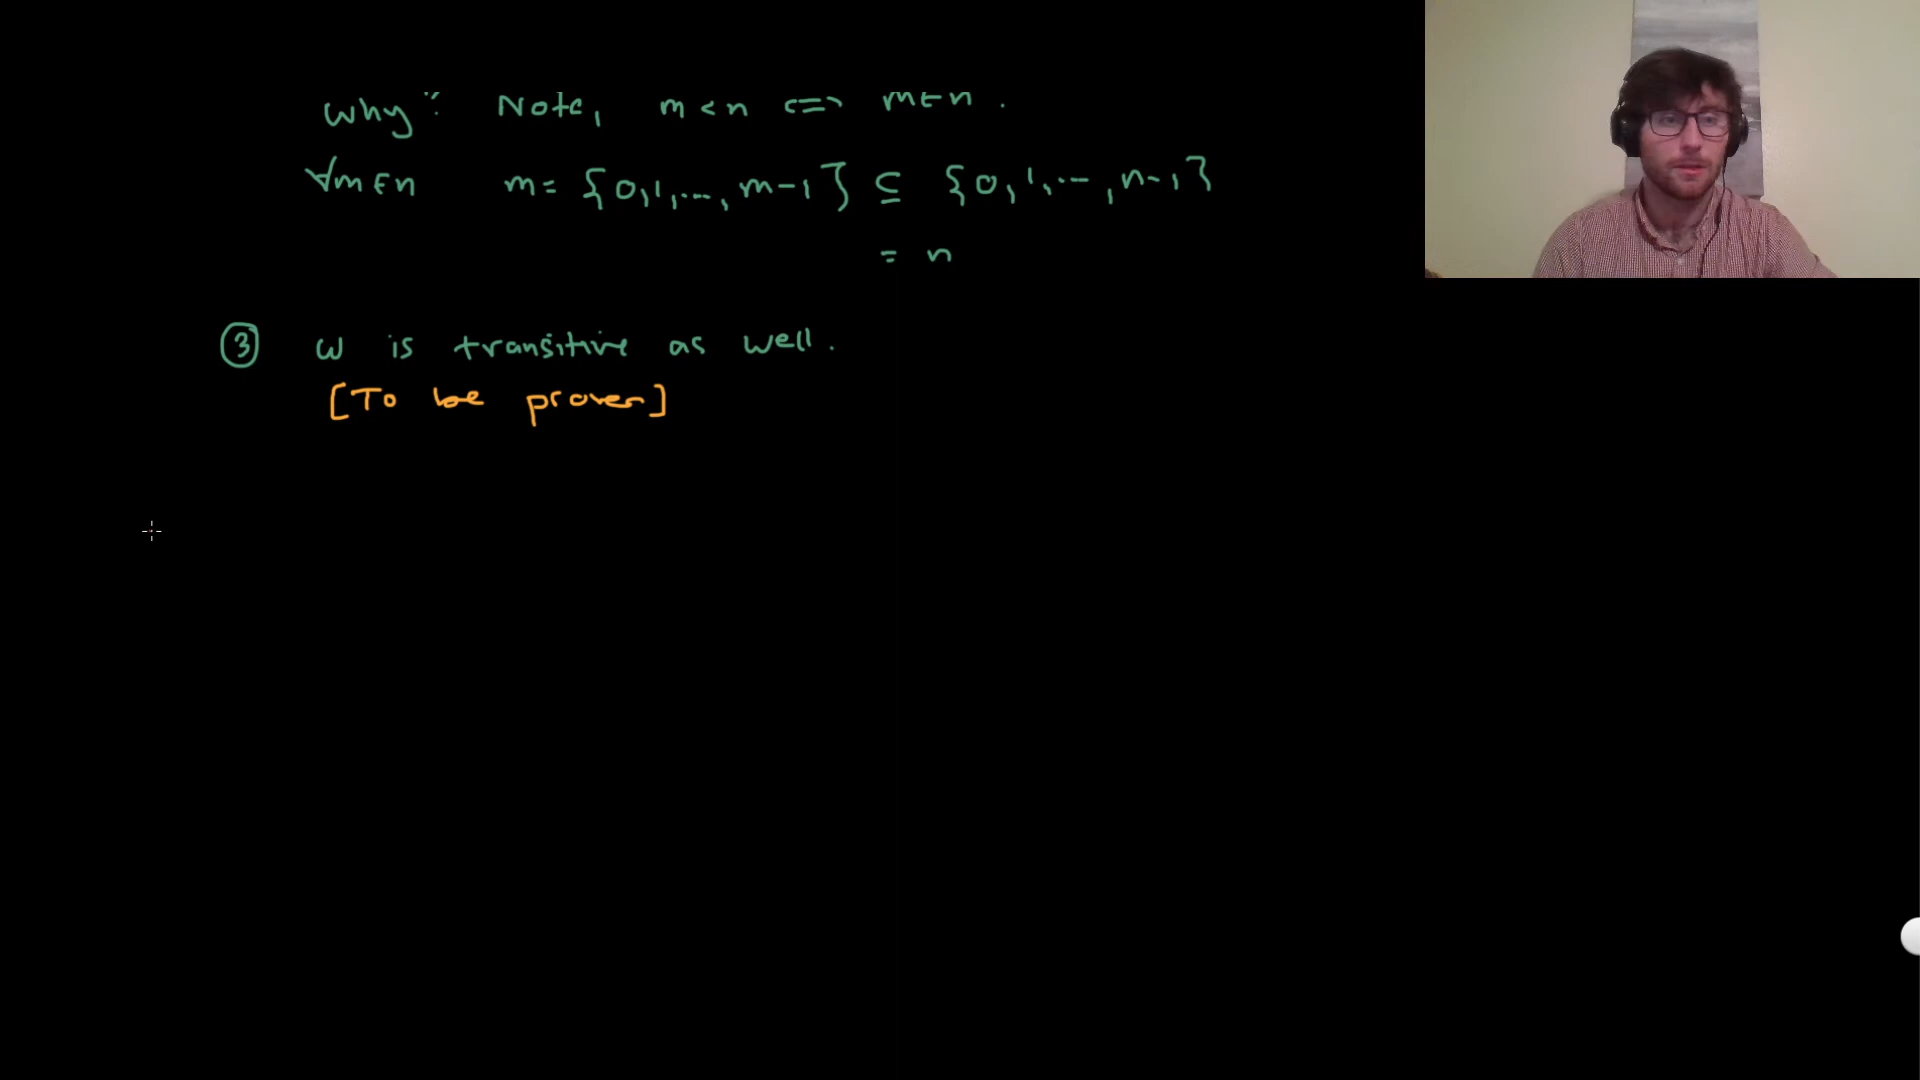 Why? Note, m < n <=> m ∈ n.
∀m ∈ n m = {0,1,...,m-1} ⊆ {0,1,...,n-1}
= n
③ ω is transitive as well.
[To be proven]